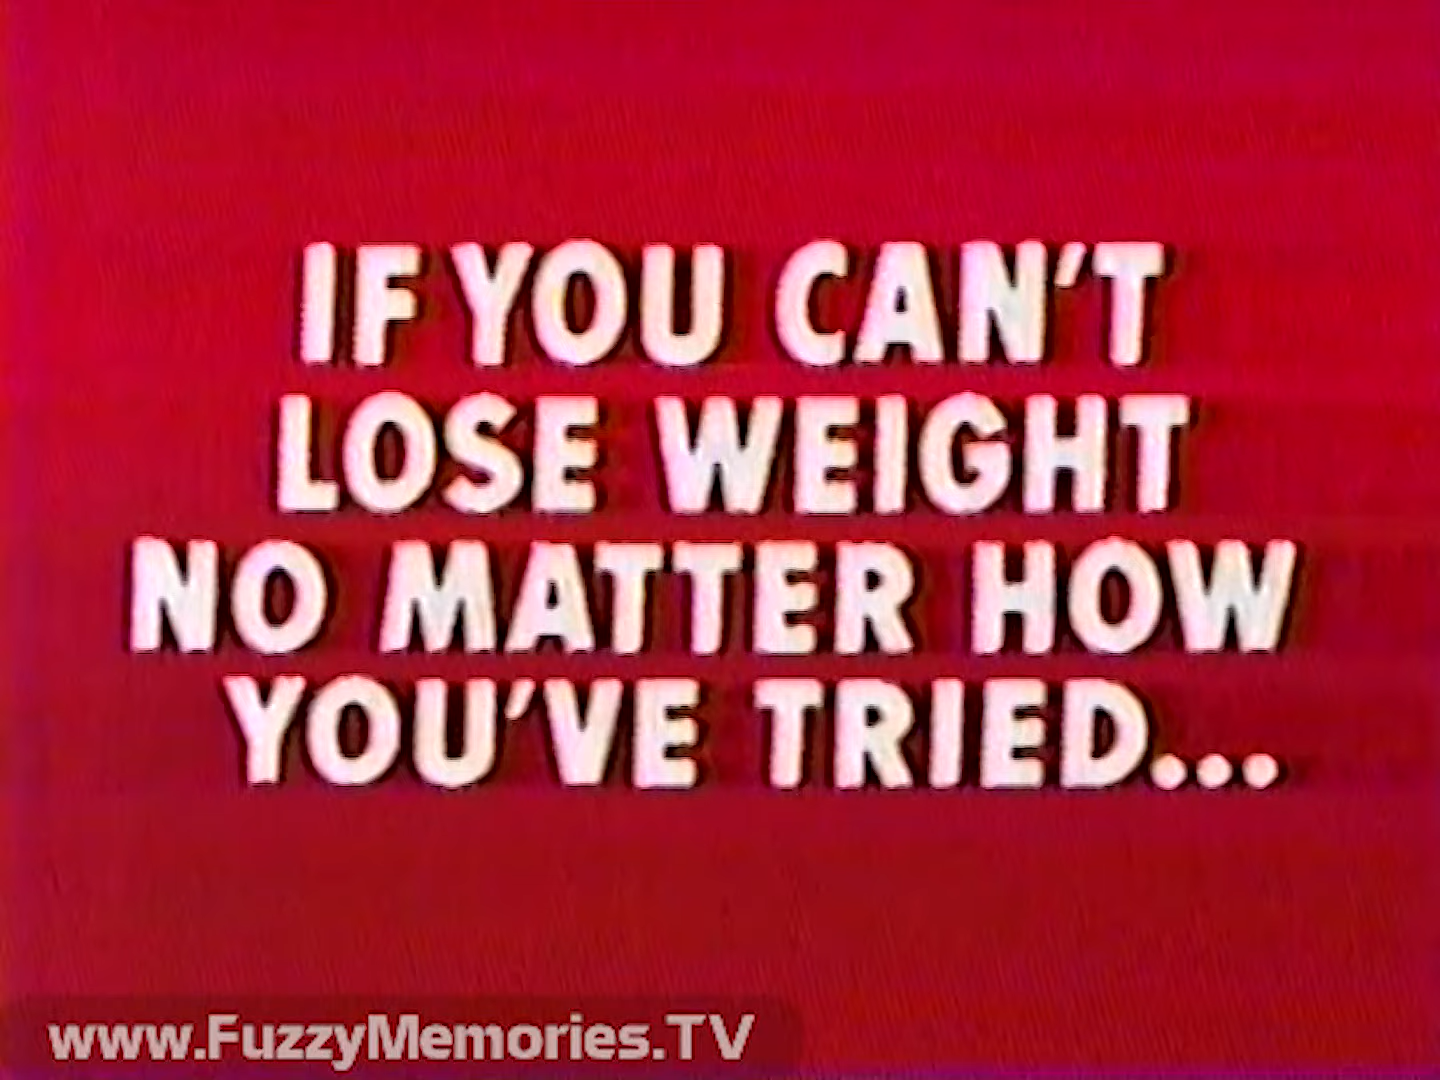 IF YOU CAN'T
LOSE WEIGHT
NO MATTER HOW
YOU'VE TRIED...
www.FuzzyMemories.TV